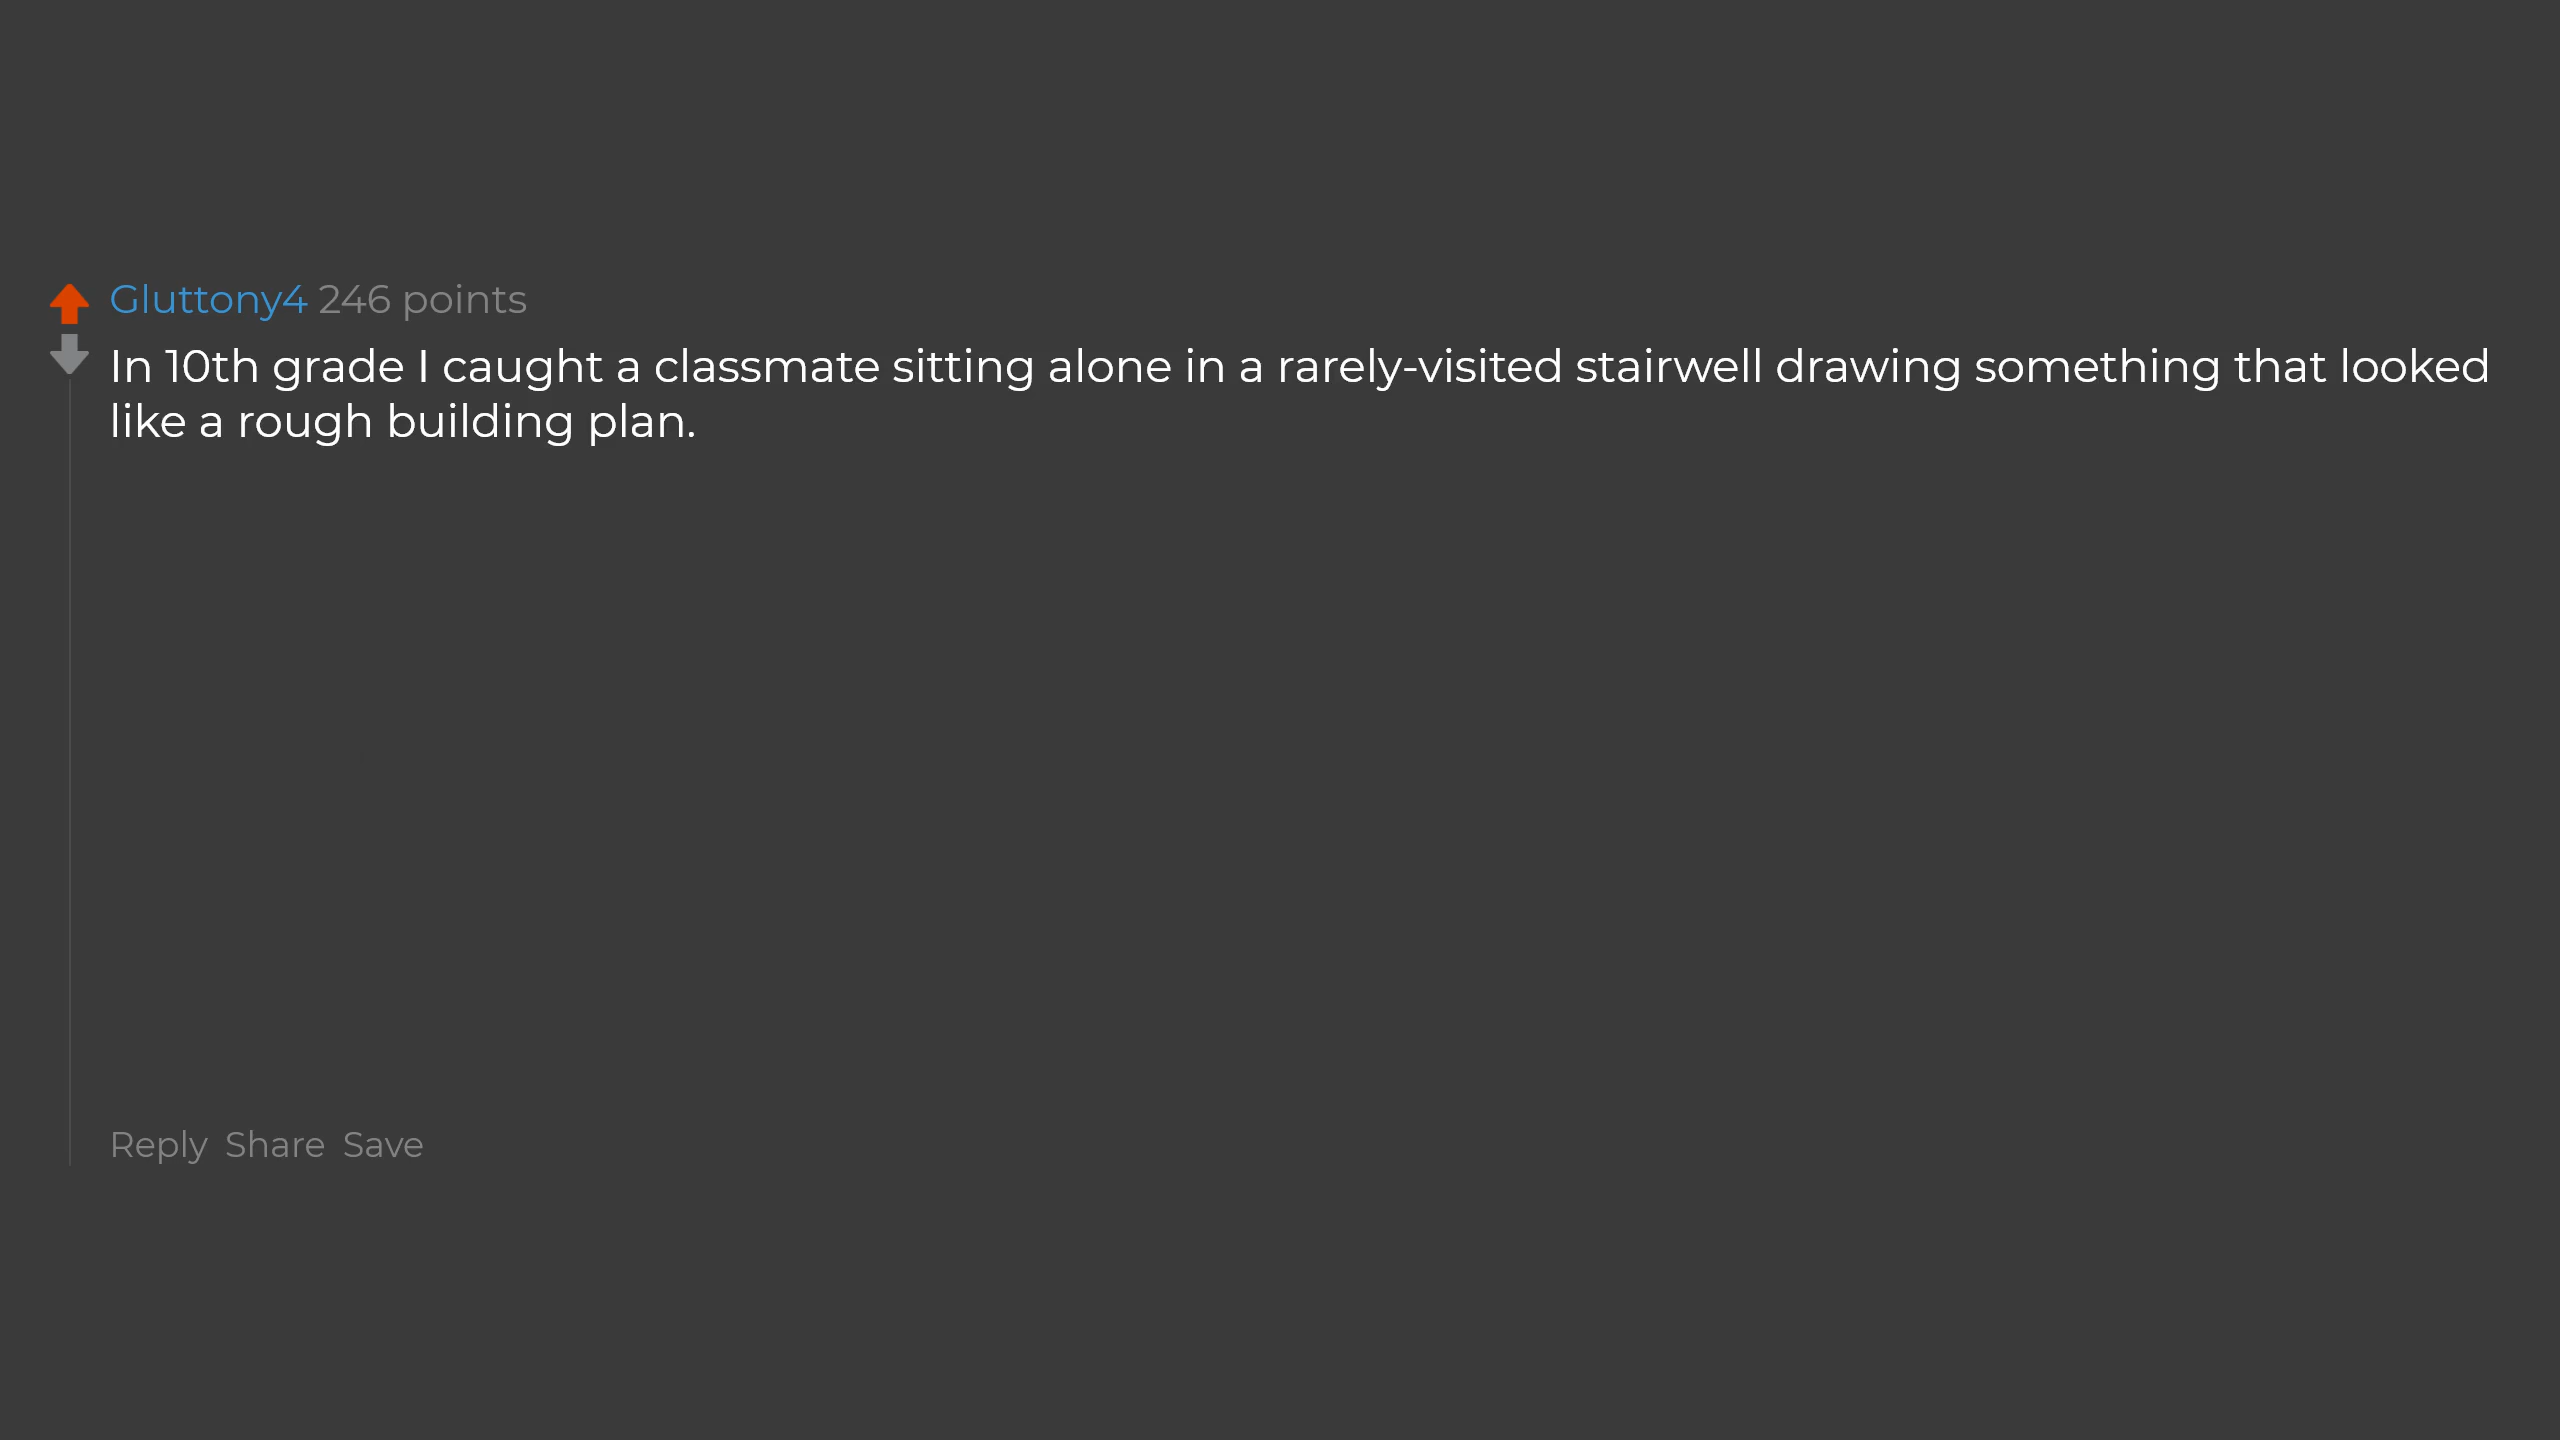 Gluttony4 246 points
In 10th grade I caught a classmate sitting alone in a rarely-visited stairwell drawing something that looked
like a rough building plan.
Reply Share Save